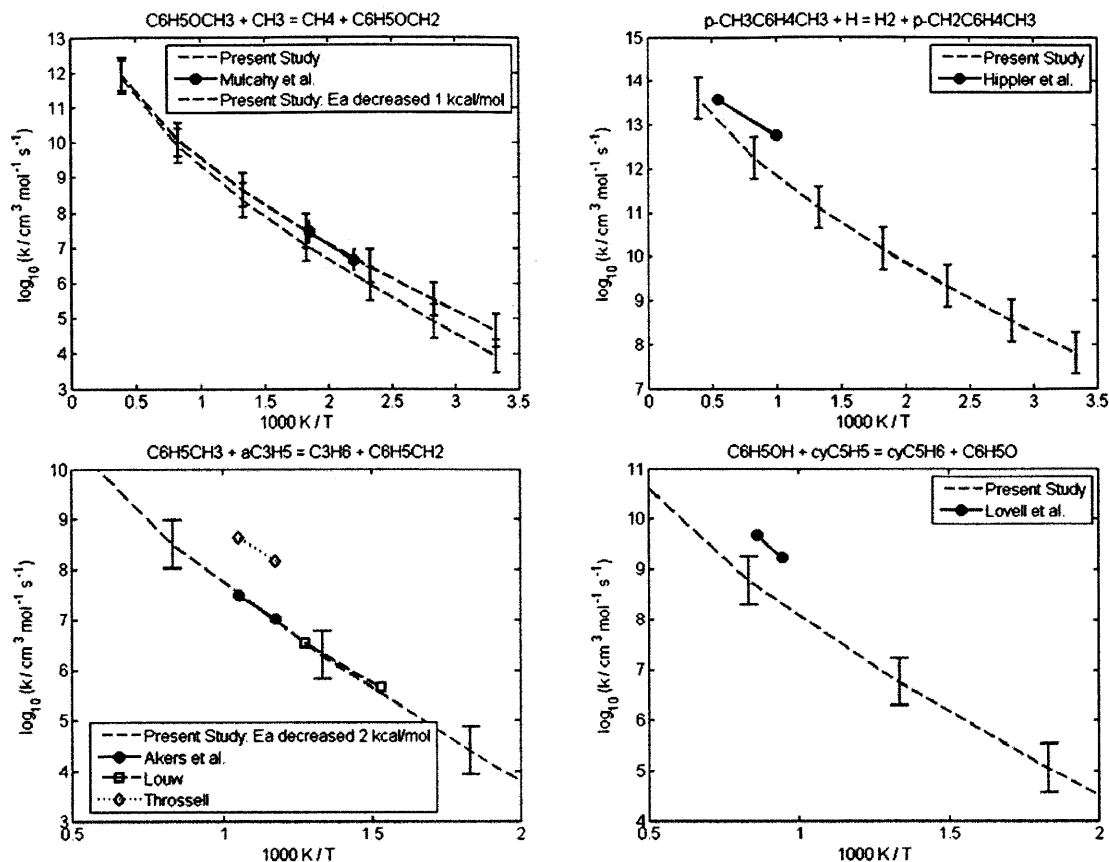 C6H5OCH3 + CH3 = CH4 + C6H5OCH2
13
12
11
10
9
8
7
6
5
4
3
log10 (k / cm3 mol-1 s-1)
Present Study
Mulcahy et al.
Present Study: Ea decreased 1 kcal/mol
0 0.5 1 1.5 2 2.5 3 3.5
1000 K / T
p-CH3C6H4CH3 + H = H2 + p-CH2C6H4CH3
15
14
13
12
11
10
9
8
7
log10 (k / cm3 mol-1 s-1)
Present Study
Hippler et al.
0 0.5 1 1.5 2 2.5 3 3.5
1000 K / T
C6H5CH3 + aC3H5 = C3H6 + C6H5CH2
10
9
8
7
6
5
4
3
log10 (k / cm3 mol-1 s-1)
Present Study: Ea decreased 2 kcal/mol
Akers et al.
Louw
Throssell
0.5 1 1.5 2
1000 K / T
C6H5OH + cyC5H5 = cyC5H6 + C6H5O
11
10
9
8
7
6
5
4
log10 (k / cm3 mol-1 s-1)
Present Study
Lovell et al.
0.5 1 1.5 2
1000 K / T